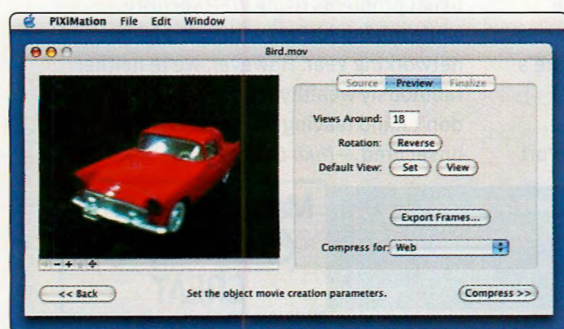 PiXiMation File Edit Window
Bird.mov
Source Preview Finalize
Views Around: 18
Rotation: Reverse
Default View: Set View
Export Frames...
Compress for: Web
<< Back Set the object movie creation parameters. Compress >>